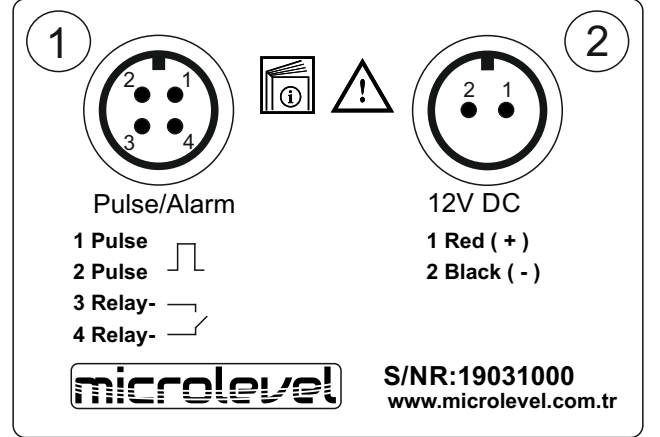 1
2
2 1
3 4
2 1
Pulse/Alarm
12V DC
1 Pulse
2 Pulse
3 Relay-
4 Relay-
1 Red ( + )
2 Black ( - )
microlevel
S/NR:19031000
www.microlevel.com.tr